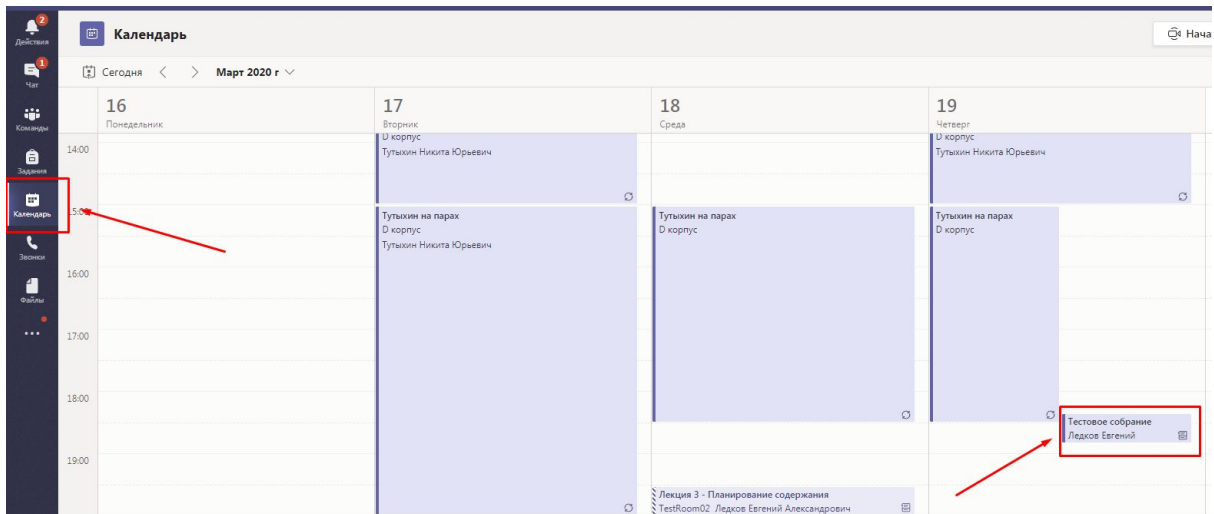 2
Действия
1
Чат
Команды
Задания
Календарь
Звонки
Файлы
Календарь
Нача
Сегодня
Март 2020 г
16
Понедельник
17
Вторник
18
Среда
19
Четверг
14:00
15:00
16:00
17:00
18:00
19:00
D корпус
Тутыхин Никита Юрьевич
Тутыхин на парах
D корпус
Тутыхин Никита Юрьевич
Тутыхин на парах
D корпус
Лекция 3 - Планирование содержания
TestRoom02 Ледков Евгений Александрович
D корпус
Тутыхин Никита Юрьевич
Тутыхин на парах
D корпус
Тестовое собрание
Ледков Евгений